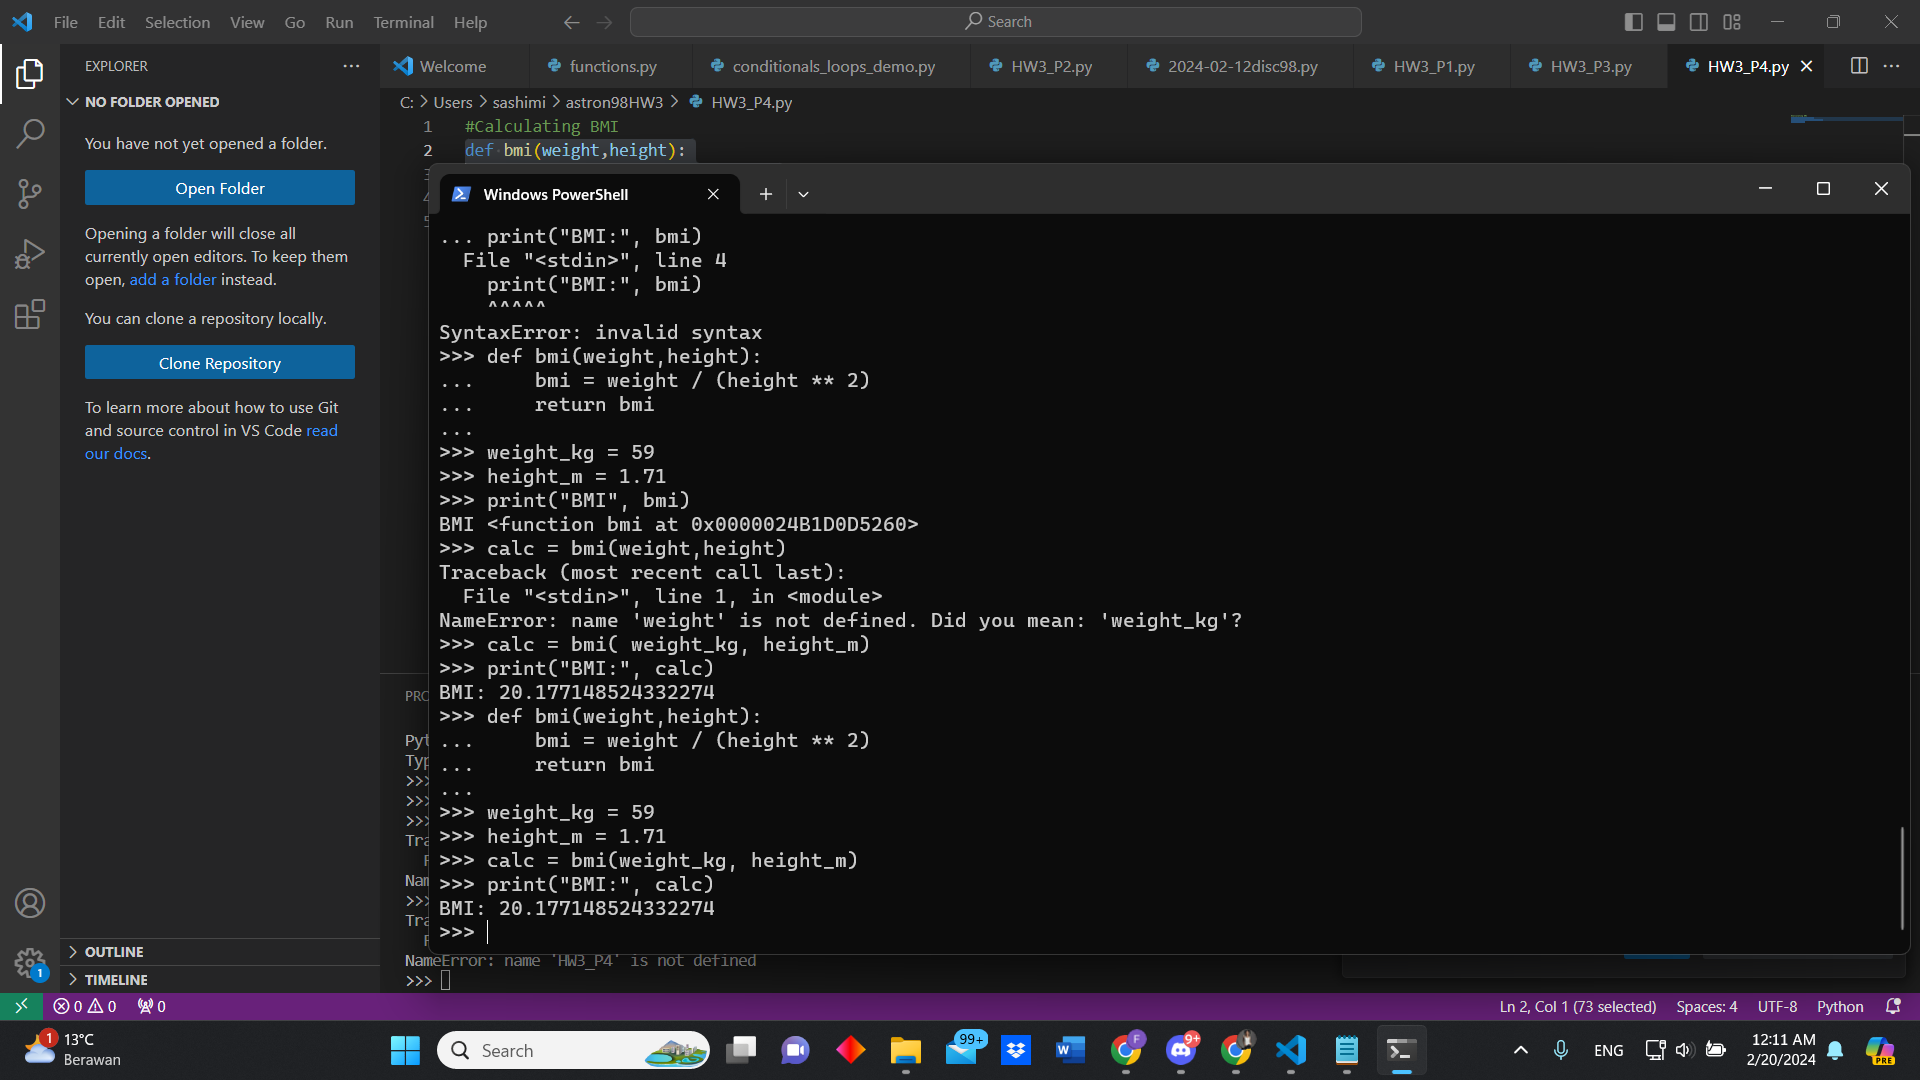 File Edit Selection View Go Run Terminal Help
Search
EXPLORER
Welcome functions.py conditionals_loops_demo.py HW3_P2.py 2024-02-12disc98.py HW3_P1.py HW3_P3.py HW3_P4.py
NO FOLDER OPENED
You have not yet opened a folder.
Open Folder
Opening a folder will close all
currently open editors. To keep them
open, add a folder instead.
You can clone a repository locally.
Clone Repository
To learn more about how to use Git
and source control in VS Code read
our docs.
OUTLINE
TIMELINE
C: > Users > sashimi > astron98HW3 > HW3_P4.py
1 #Calculating BMI
2 def bmi(weight,height):
Windows PowerShell
... print("BMI:", bmi)
File "<stdin>", line 4
print("BMI:", bmi)
^^^^^
SyntaxError: invalid syntax
>>> def bmi(weight,height):
... bmi = weight / (height ** 2)
... return bmi
...
>>> weight_kg = 59
>>> height_m = 1.71
>>> print("BMI", bmi)
BMI <function bmi at 0x0000024B1D0D5260>
>>> calc = bmi(weight,height)
Traceback (most recent call last):
File "<stdin>", line 1, in <module>
NameError: name 'weight' is not defined. Did you mean: 'weight_kg'?
>>> calc = bmi( weight_kg, height_m)
>>> print("BMI:", calc)
BMI: 20.177148524332274
>>> def bmi(weight,height):
... bmi = weight / (height ** 2)
... return bmi
...
>>> weight_kg = 59
>>> height_m = 1.71
>>> calc = bmi(weight_kg, height_m)
>>> print("BMI:", calc)
BMI: 20.177148524332274
>>>
PRO
Pyt
Typ
>>>
>>>
>>>
Tra
F
Nam
>>>
Tra
F
NameError: name 'HW3_P4' is not defined
>>>
1
0 0 0
Ln 2, Col 1 (73 selected) Spaces: 4 UTF-8 Python
1
13°C
Berawan
Search
99+
W
F
9+
ENG
12:11 AM
2/20/2024
PRE